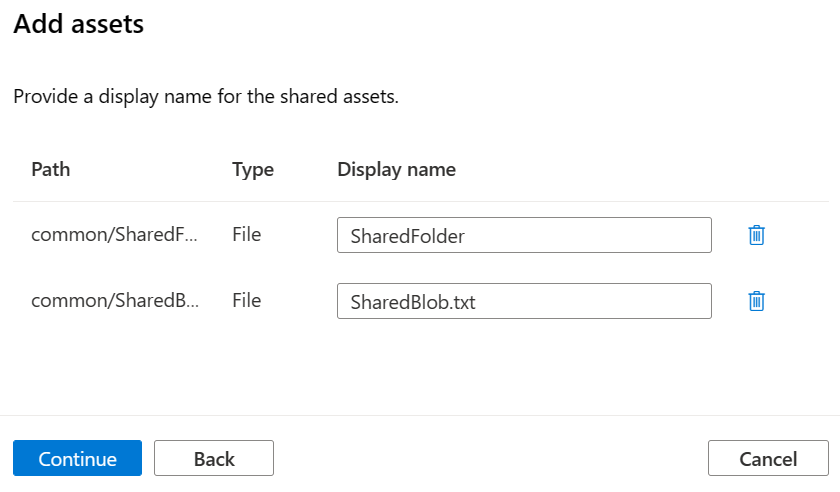 Add assets
Provide a display name for the shared assets.
Path Type Display name
common/SharedF... File SharedFolder
common/SharedB... File SharedBlob.txt
Continue Back Cancel